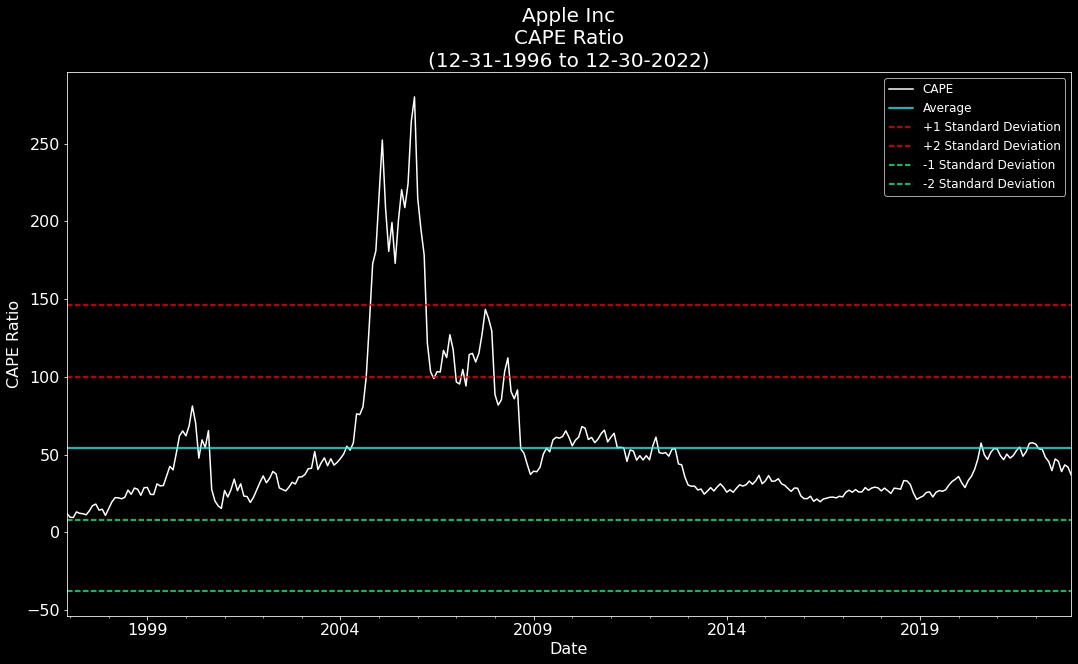 Apple Inc
CAPE Ratio
(12-31-1996 to 12-30-2022)
CAPE
Average
+1 Standard Deviation
+2 Standard Deviation
-1 Standard Deviation
-2 Standard Deviation
CAPE Ratio
250
200
150
100
50
0
−50
1999 2004 2009 2014 2019
Date